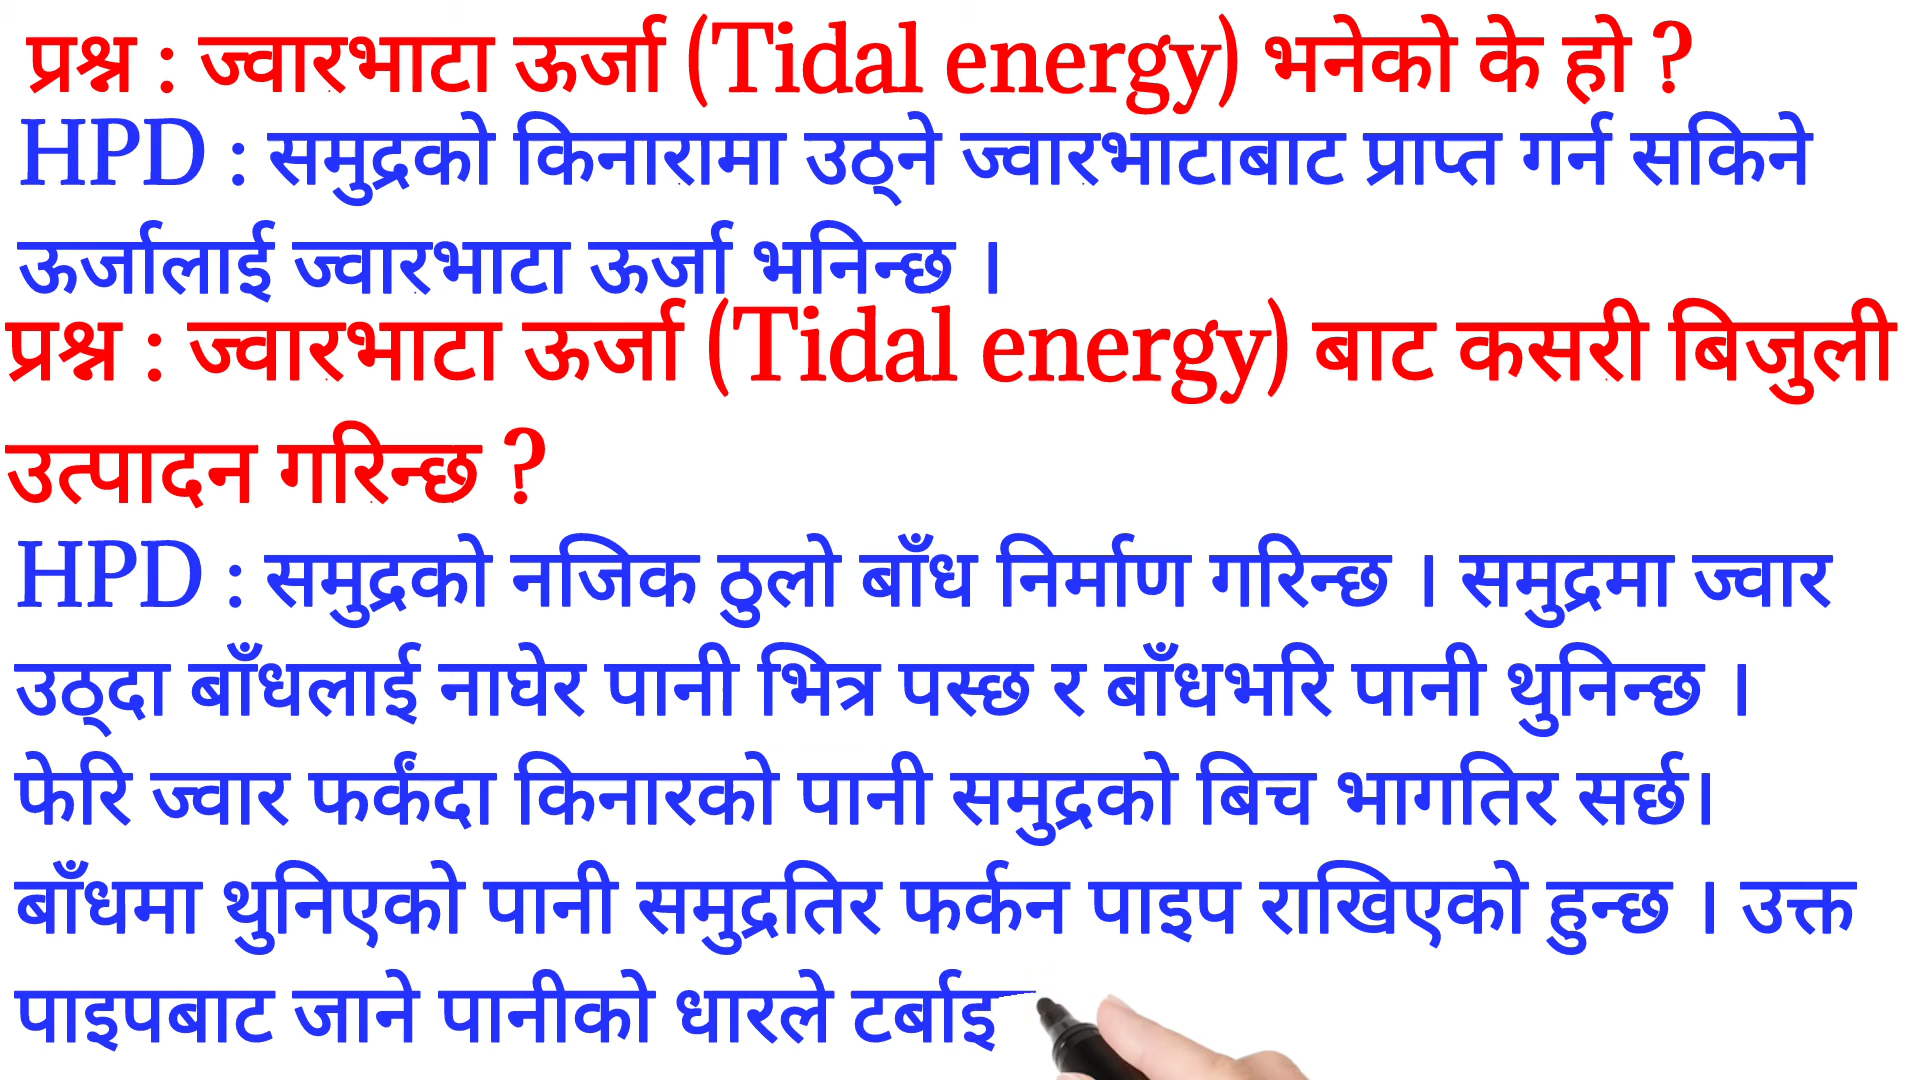 प्रश्न : ज्वारभाटा ऊर्जा (Tidal energy) भनेको के हो ?
HPD : समुद्रको किनारामा उठ्ने ज्वारभाटाबाट प्राप्त गर्न सकिने
ऊर्जालाई ज्वारभाटा ऊर्जा भनिन्छ ।
प्रश्न : ज्वारभाटा ऊर्जा (Tidal energy) बाट कसरी बिजुली
उत्पादन गरिन्छ ?
HPD : समुद्रको नजिक ठुलो बाँध निर्माण गरिन्छ । समुद्रमा ज्वार
उठ्दा बाँधलाई नाघेर पानी भित्र पस्छ र बाँधभरि पानी थुनिन्छ ।
फेरि ज्वार फर्कंदा किनारको पानी समुद्रको बिच भागतिर सर्छ।
बाँधमा थुनिएको पानी समुद्रतिर फर्कन पाइप राखिएको हुन्छ । उक्त
पाइपबाट जाने पानीको धारले टर्बाइ